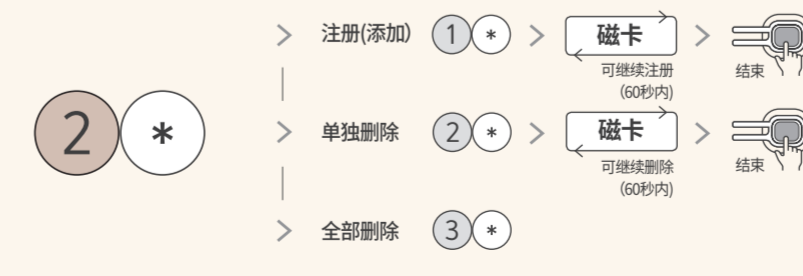 注册(添加) 1 * 磁卡
可继续注册
(60秒内)
结束
2 * 单独删除 2 * 磁卡
可继续删除
(60秒内)
结束
全部删除 3 *